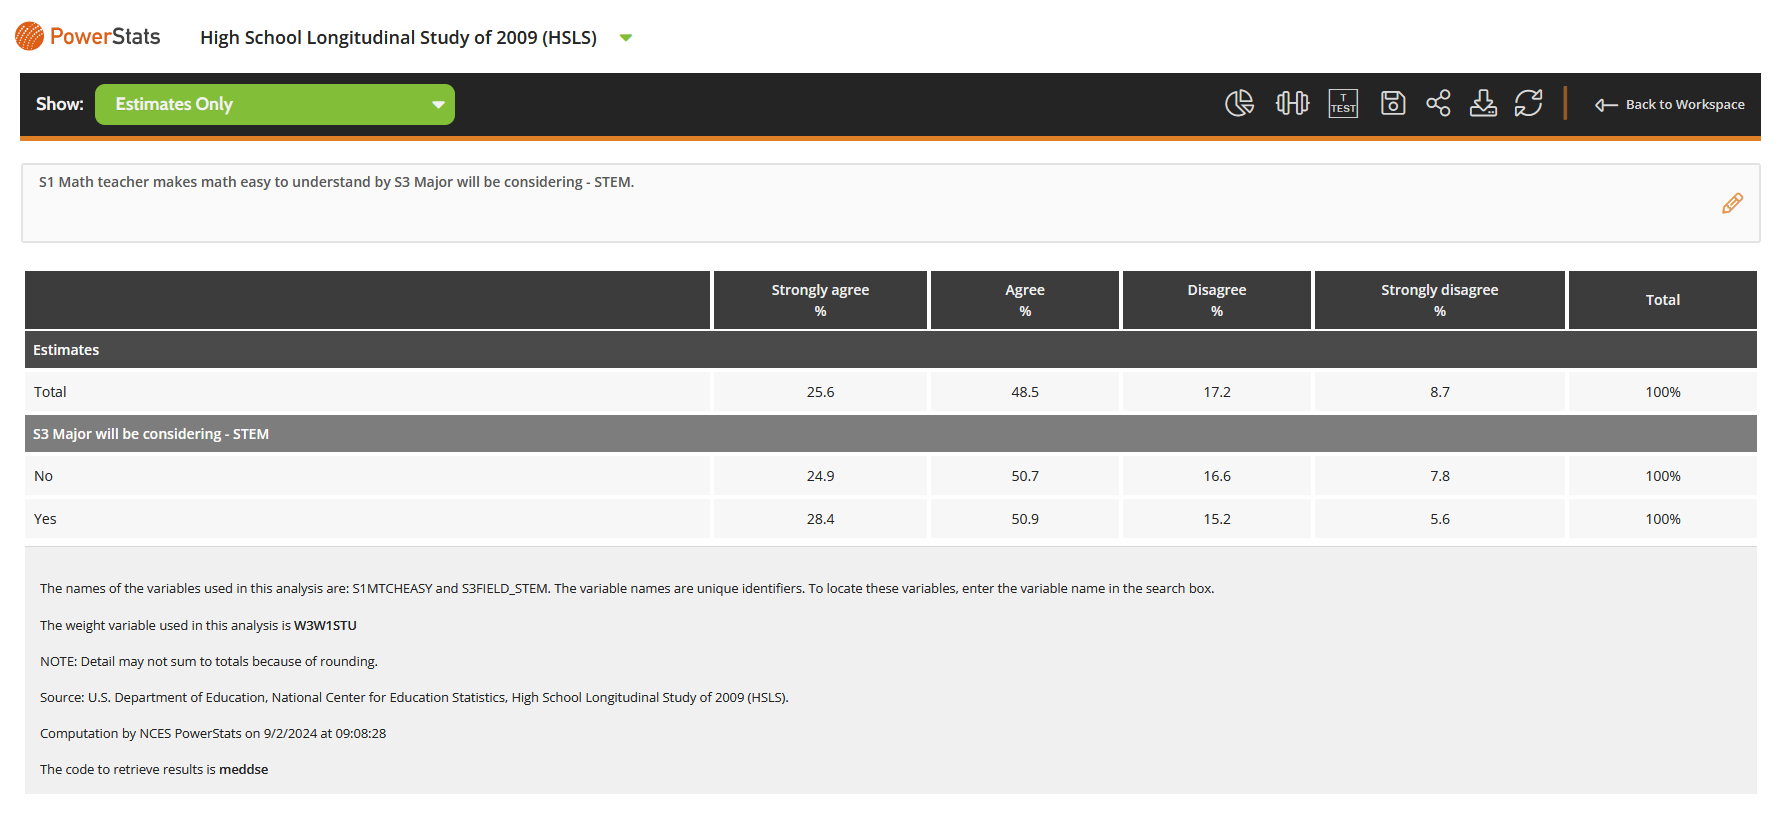 PowerStats High School Longitudinal Study of 2009 (HSLS)
Show: Estimates Only T TEST Back to Workspace
S1 Math teacher makes math easy to understand by S3 Major will be considering - STEM.
Strongly agree % Agree % Disagree % Strongly disagree % Total
Estimates
Total 25.6 48.5 17.2 8.7 100%
S3 Major will be considering - STEM
No 24.9 50.7 16.6 7.8 100%
Yes 28.4 50.9 15.2 5.6 100%
The names of the variables used in this analysis are: S1MTCHEASY and S3FIELD_STEM. The variable names are unique identifiers. To locate these variables, enter the variable name in the search box.
The weight variable used in this analysis is W3W1STU
NOTE: Detail may not sum to totals because of rounding.
Source: U.S. Department of Education, National Center for Education Statistics, High School Longitudinal Study of 2009 (HSLS).
Computation by NCES PowerStats on 9/2/2024 at 09:08:28
The code to retrieve results is meddse